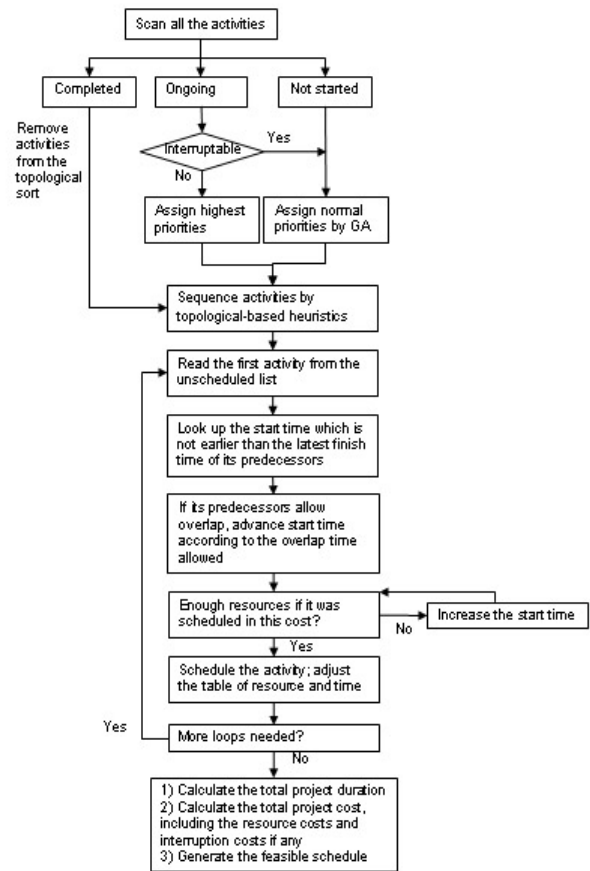 Scan all the activities
Completed
Ongoing
Not started
Remove
activities
from the
topological
sort
Interruptable
Yes
No
Assign highest
priorities
Assign normal
priorities by GA
Sequence activities by
topological-based heuristics
Read the first activity from the
unscheduled list
Look up the start time which is
not earlier than the latest finish
time of its predecessors
If its predecessors allow
overlap, advance start time
according to the overlap time
allowed
Enough resources if it was
scheduled in this cost?
No
Increase the start time
Yes
Schedule the activity; adjust
the table of resource and time
Yes
More loops needed?
No
1) Calculate the total project duration
2) Calculate the total project cost,
including the resource costs and
interruption costs if any
3) Generate the feasible schedule